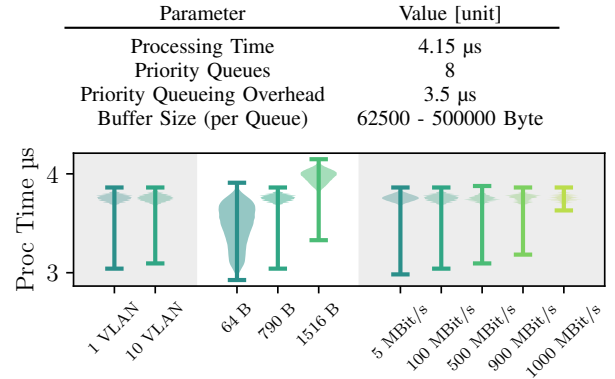 Parameter Value [unit]
Processing Time 4.15 µs
Priority Queues 8
Priority Queueing Overhead 3.5 µs
Buffer Size (per Queue) 62500 - 500000 Byte
Proc Time µs
4
3
1 VLAN
10 VLAN
64 B
790 B
1516 B
5 MBit/s
100 MBit/s
500 MBit/s
900 MBit/s
1000 MBit/s